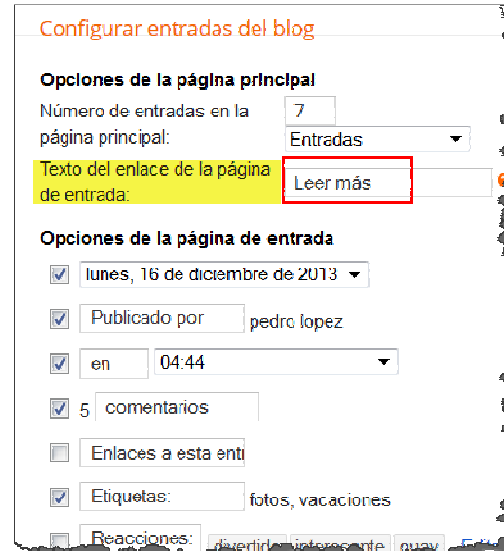 Configurar entradas del blog
Opciones de la página principal
Número de entradas en la
página principal:
7
Entradas
Texto del enlace de la página
de entrada:
Leer más
Opciones de la página de entrada
lunes, 16 de diciembre de 2013
Publicado por pedro lopez
en 04:44
5 comentarios
Enlaces a esta entr
Etiquetas: fotos, vacaciones
Reacciones: divertido interesante guay